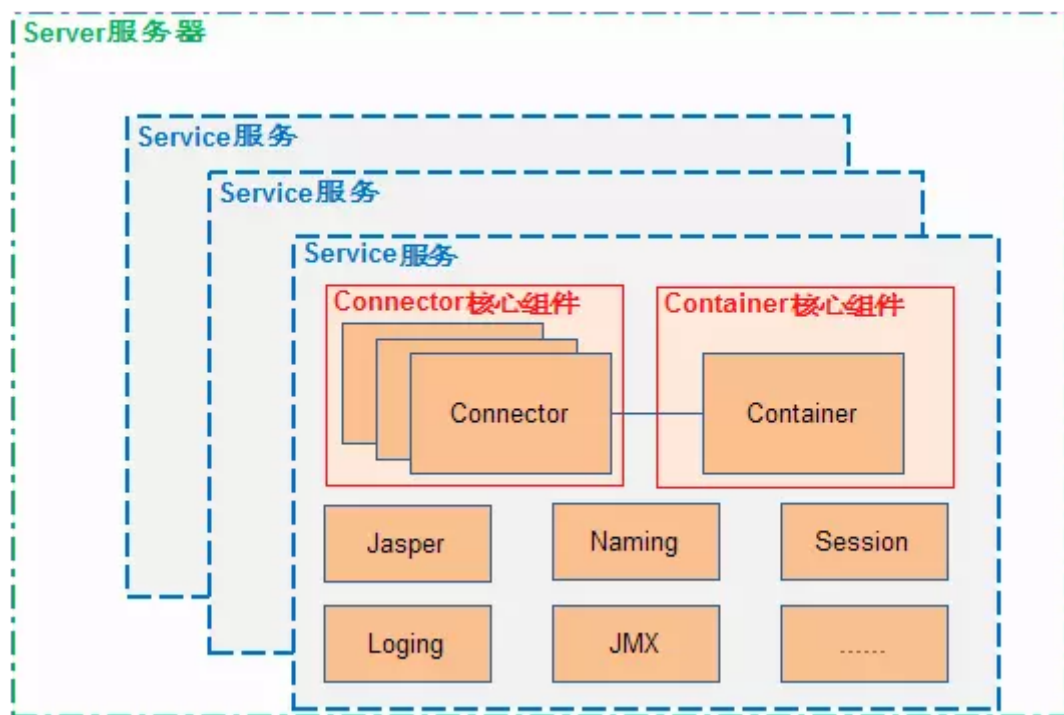 Server服务器
Service服务
Service服务
Service服务
Connector核心组件
Container核心组件
Connector
Container
Jasper
Naming
Session
Loging
JMX
......